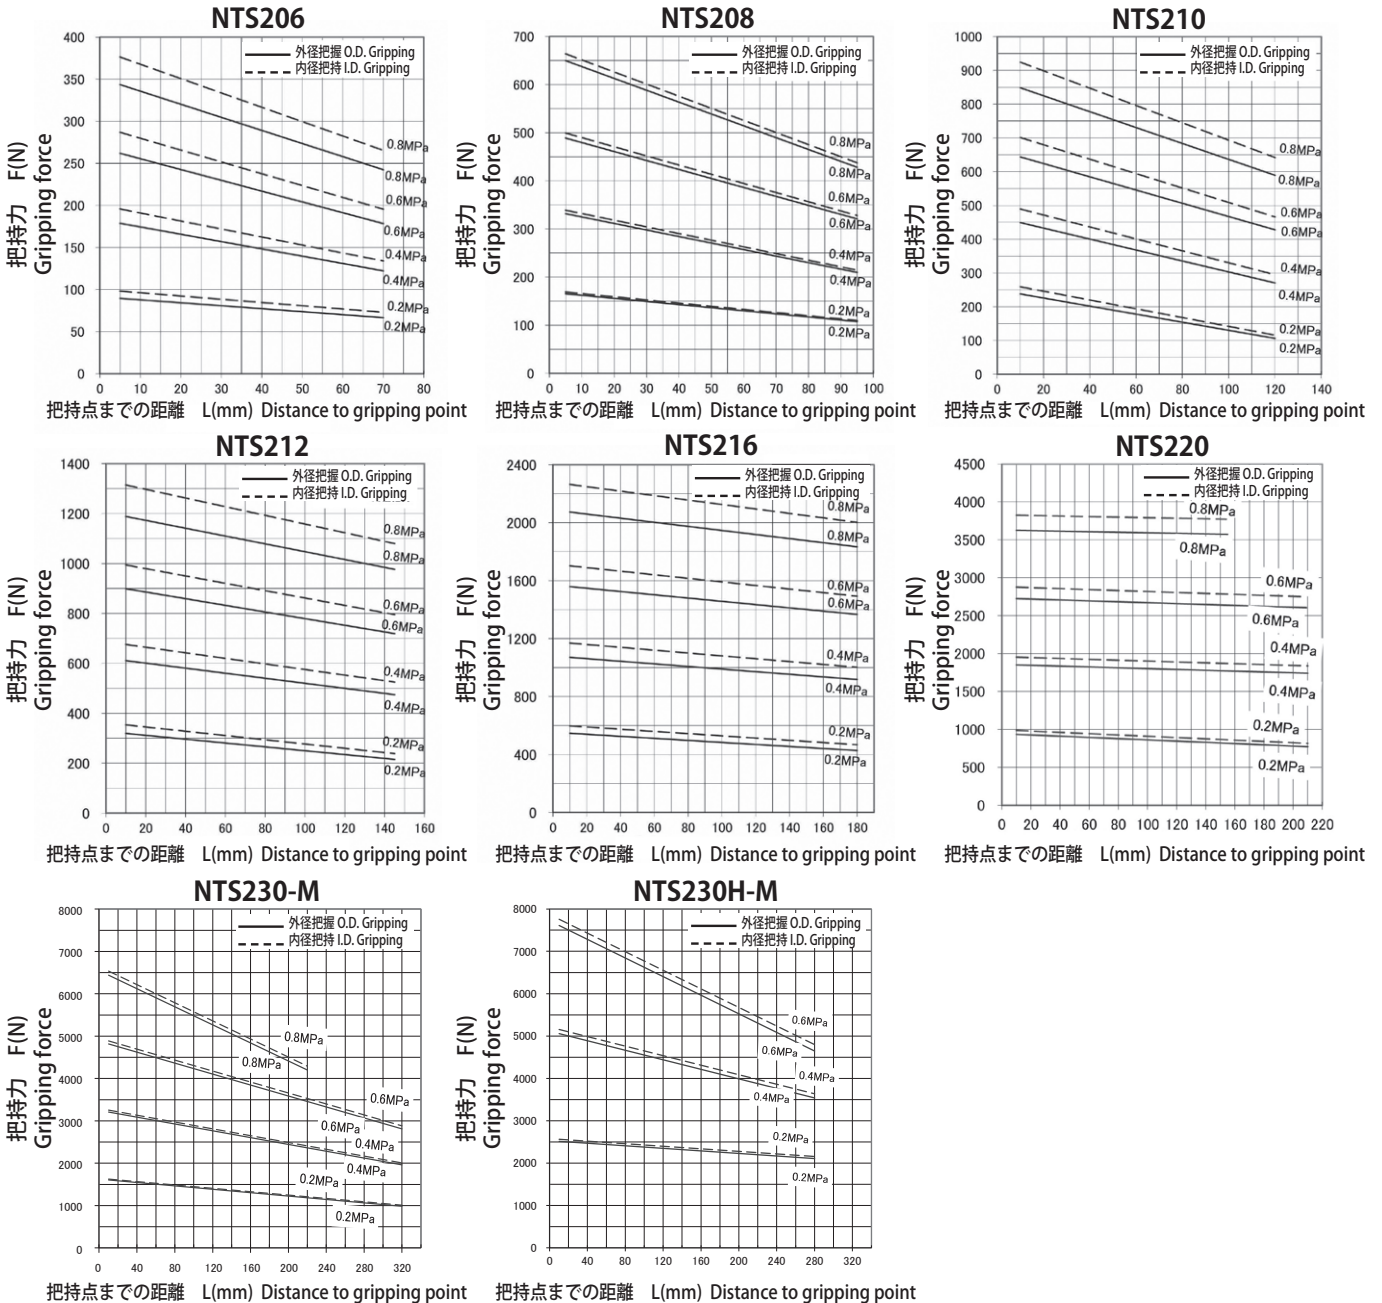 NTS206
400
350
300
250
200
150
100
50
0
外径把握 O.D. Gripping
内径把持 I.D. Gripping
0.8MPa
0.8MPa
0.6MPa
0.6MPa
0.4MPa
0.4MPa
0.2MPa
0.2MPa
0 10 20 30 40 50 60 70 80
把持力 F(N)
Gripping force
把持点までの距離 L(mm) Distance to gripping point
NTS208
700
600
500
400
300
200
100
0
外径把握 O.D. Gripping
内径把持 I.D. Gripping
0.8MPa
0.8MPa
0.6MPa
0.6MPa
0.4MPa
0.4MPa
0.2MPa
0.2MPa
0 10 20 30 40 50 60 70 80 90 100
把持力 F(N)
Gripping force
把持点までの距離 L(mm) Distance to gripping point
NTS210
1000
900
800
700
600
500
400
300
200
100
0
外径把握 O.D. Gripping
内径把持 I.D. Gripping
0.8MPa
0.8MPa
0.6MPa
0.6MPa
0.4MPa
0.4MPa
0.2MPa
0.2MPa
0 20 40 60 80 100 120 140
把持力 F(N)
Gripping force
把持点までの距離 L(mm) Distance to gripping point
NTS212
1400
1200
1000
800
600
400
200
0
外径把握 O.D. Gripping
内径把持 I.D. Gripping
0.8MPa
0.8MPa
0.6MPa
0.6MPa
0.4MPa
0.4MPa
0.2MPa
0.2MPa
0 20 40 60 80 100 120 140 160
把持力 F(N)
Gripping force
把持点までの距離 L(mm) Distance to gripping point
NTS216
2400
2000
1600
1200
800
400
0
外径把握 O.D. Gripping
内径把持 I.D. Gripping
0.8MPa
0.8MPa
0.6MPa
0.6MPa
0.4MPa
0.4MPa
0.2MPa
0.2MPa
0 20 40 60 80 100 120 140 160 180
把持力 F(N)
Gripping force
把持点までの距離 L(mm) Distance to gripping point
NTS220
4500
4000
3500
3000
2500
2000
1500
1000
500
0
外径把握 O.D. Gripping
内径把持 I.D. Gripping
0.8MPa
0.8MPa
0.6MPa
0.6MPa
0.4MPa
0.4MPa
0.2MPa
0.2MPa
0 20 40 60 80 100 120 140 160 180 200 220
把持力 F(N)
Gripping force
把持点までの距離 L(mm) Distance to gripping point
NTS230-M
8000
7000
6000
5000
4000
3000
2000
1000
0
外径把握 O.D. Gripping
内径把持 I.D. Gripping
0.8MPa
0.8MPa
0.6MPa
0.6MPa
0.4MPa
0.4MPa
0.2MPa
0.2MPa
0 40 80 120 160 200 240 280 320
把持力 F(N)
Gripping force
把持点までの距離 L(mm) Distance to gripping point
NTS230H-M
8000
7000
6000
5000
4000
3000
2000
1000
0
外径把握 O.D. Gripping
内径把持 I.D. Gripping
0.6MPa
0.6MPa
0.4MPa
0.4MPa
0.2MPa
0.2MPa
0 40 80 120 160 200 240 280 320
把持力 F(N)
Gripping force
把持点までの距離 L(mm) Distance to gripping point